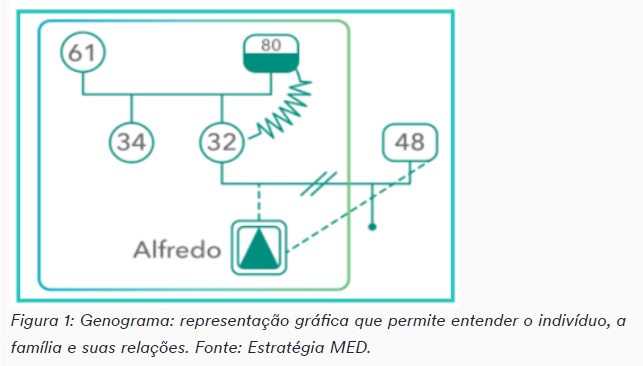 61
80
34
32
48
Alfredo
Figura 1: Genograma: representação gráfica que permite entender o indivíduo, a
família e suas relações. Fonte: Estratégia MED.